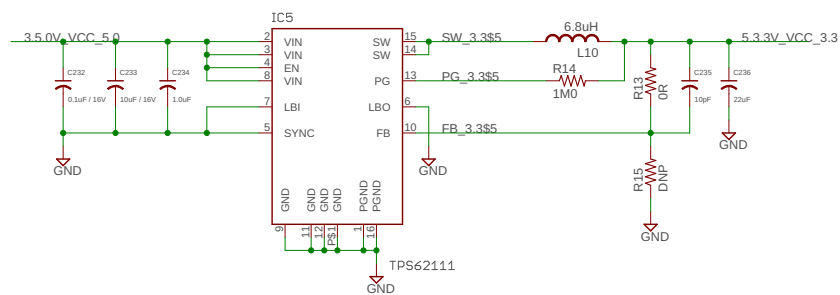 IC5
6.8uH
3.5.0V_VCC_5.0
2
VIN
SW
15
SW_3.3$5
5.3.3V_VCC_3.3
3
VIN
SW
14
L10
4
EN
C232
C233
C234
8
VIN
PG
13
PG_3.3$5
R14
1M0
R13
0R
C235
C236
0.1uF / 16V
10uF / 16V
1.0uF
7
LBI
LBO
6
10pF
22uF
5
SYNC
FB
10
FB_3.3$5
GND
GND
GND
R15
DNP
GND
GND
GND
GND
GND
PGND
PGND
9
11
12
P$1
1
16
GND
TPS62111
GND